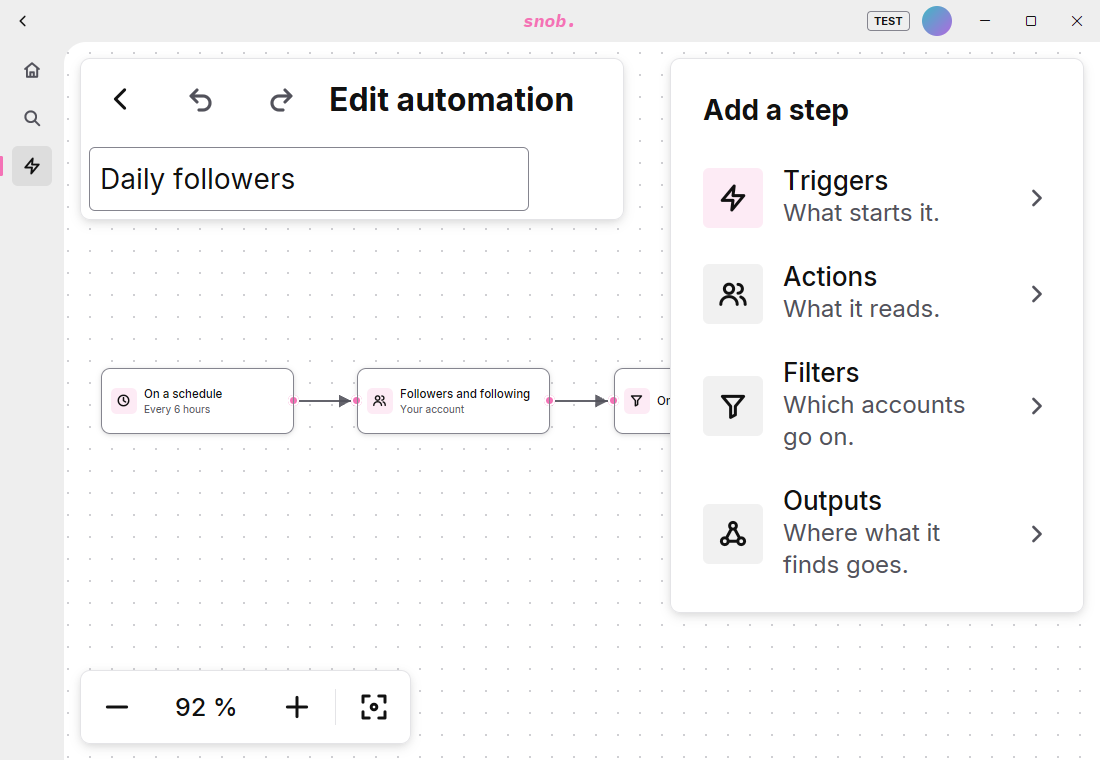 snob.
TEST
Edit automation
Daily followers
Add a step
Triggers
What starts it.
Actions
What it reads.
Filters
Which accounts
go on.
Outputs
Where what it
finds goes.
On a schedule
Every 6 hours
Followers and following
Your account
92 %